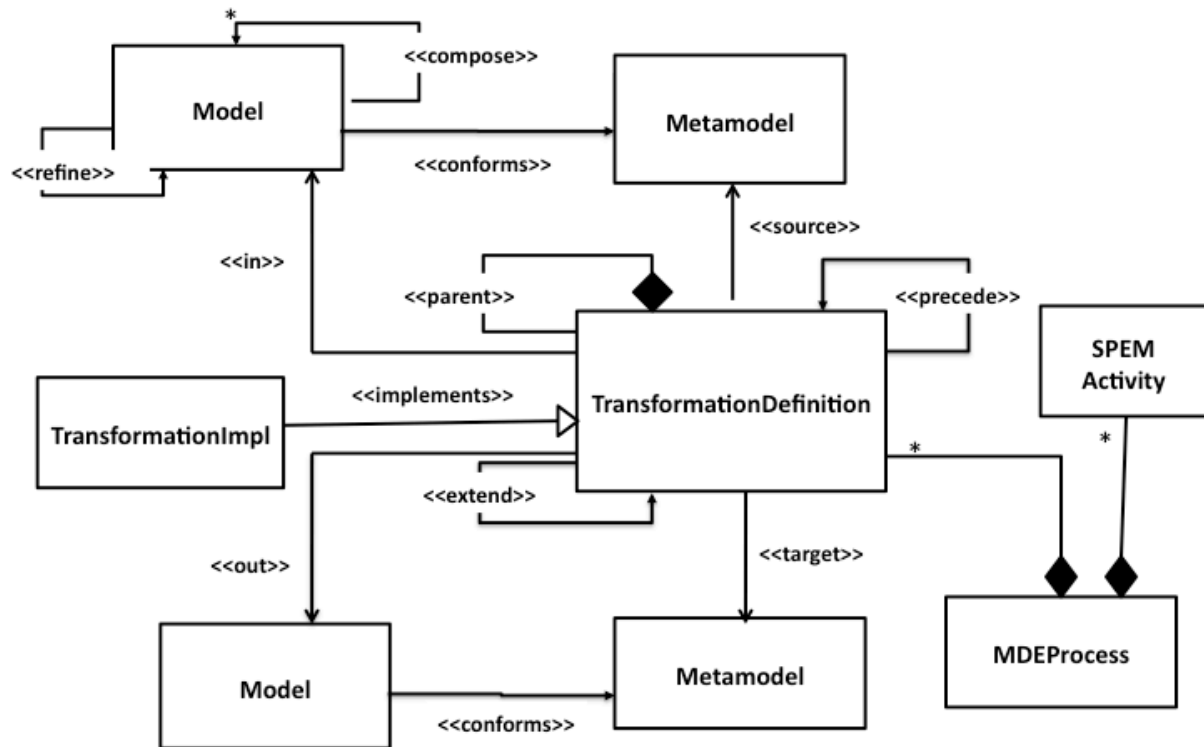 *
<<compose>>
Model
Metamodel
<<refine>>
<<conforms>>
<<source>>
<<in>>
<<parent>>
<<precede>>
SPEM
Activity
<<implements>>
TransformationDefinition
TransformationImpl
*
*
<<extend>>
<<out>>
<<target>>
MDEProcess
Metamodel
Model
<<conforms>>